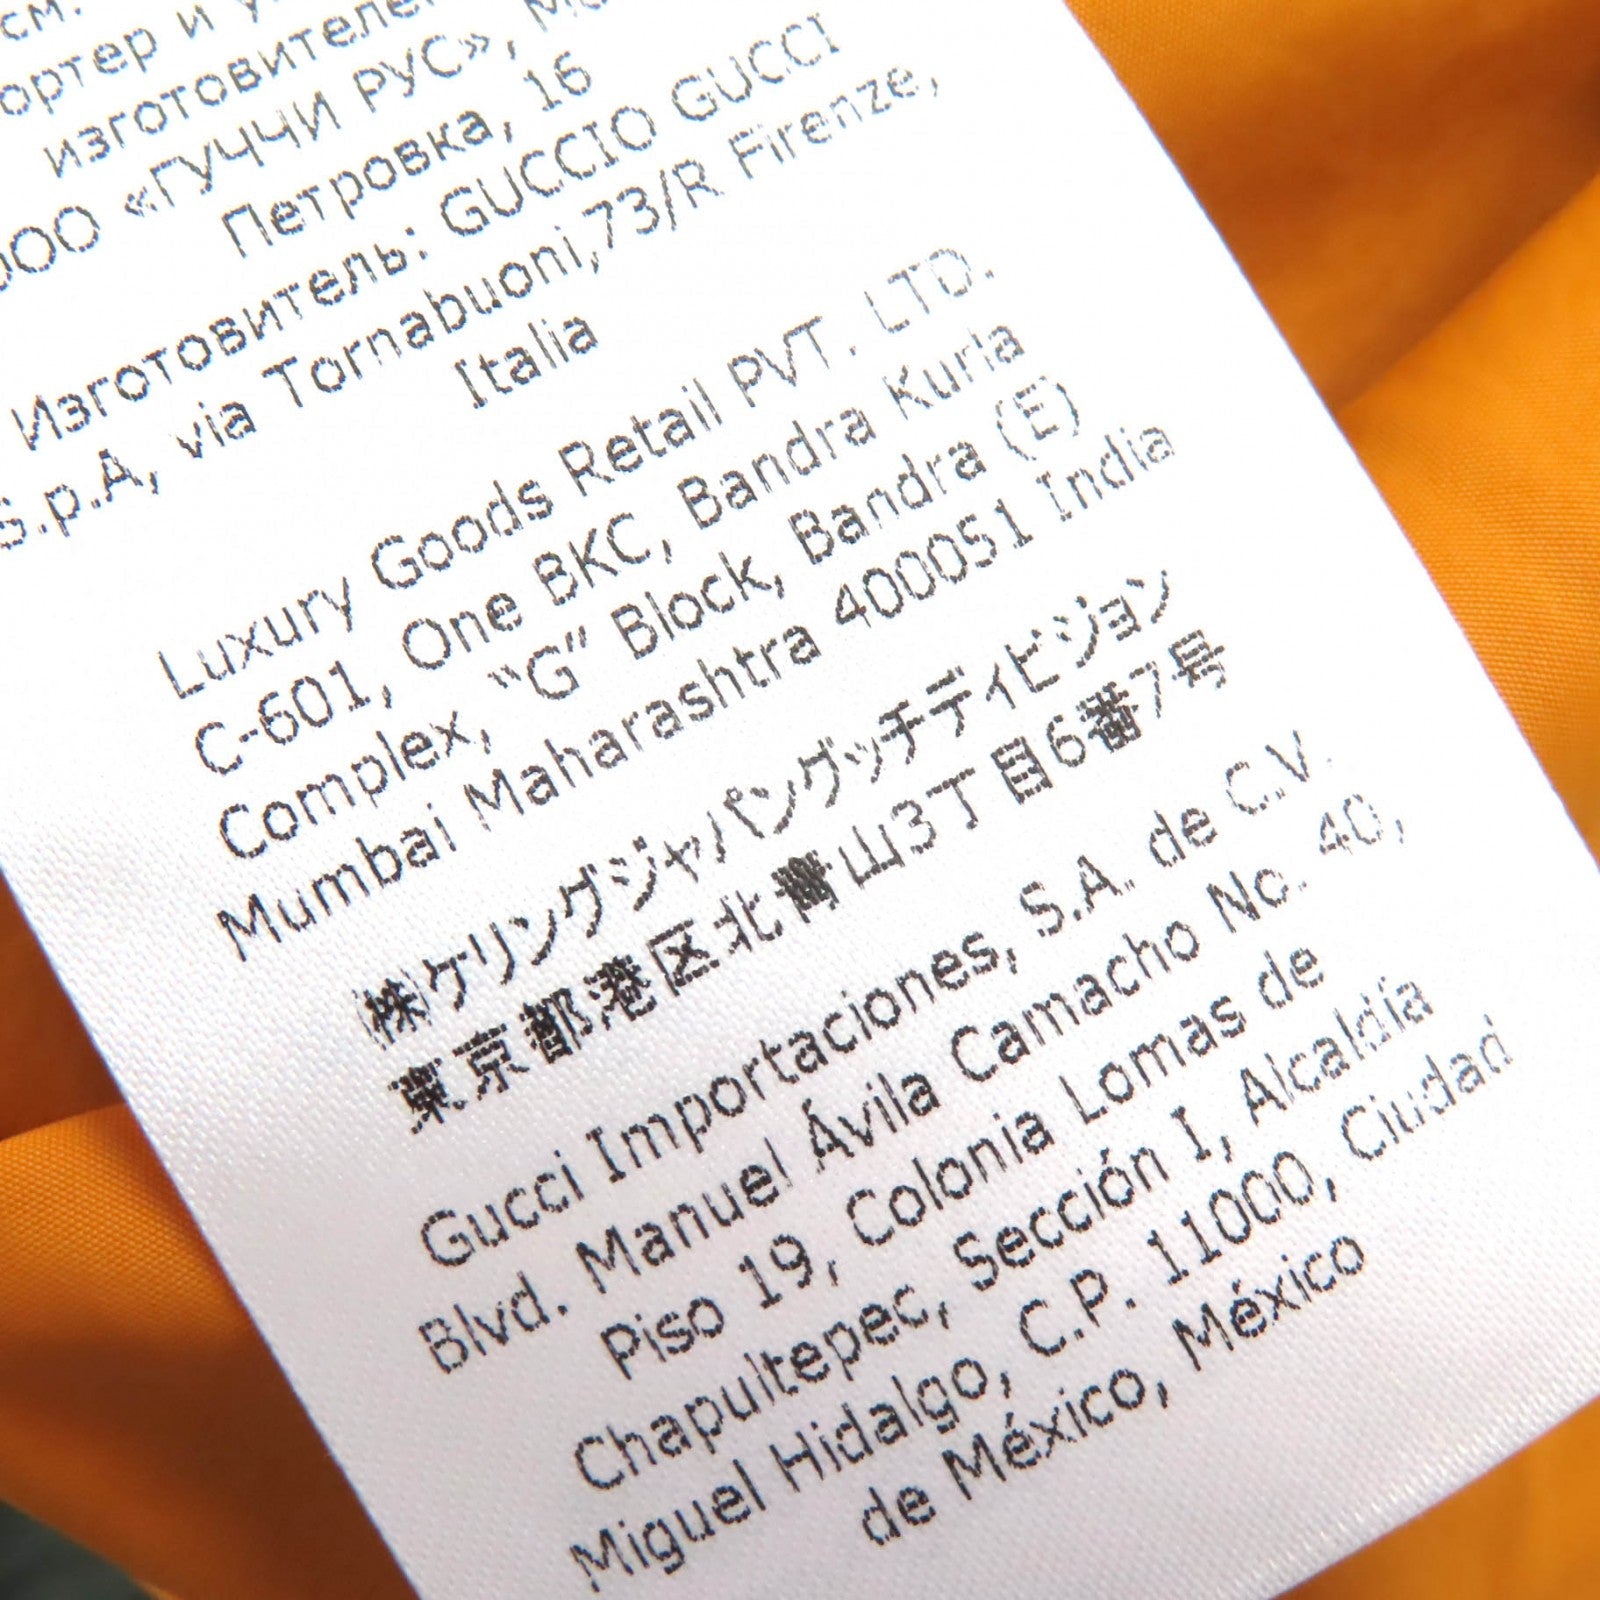 см.
изготовителем
ООО «ГУЧЧИ РУС»,
Петровка, 16
Изготовитель: GUCCIO GUCCI
S.p.A, via Tornabuoni,73/R Firenze,
Italia
Luxury Goods Retail PVT. LTD.
C-601, One BKC, Bandra Kurla
Complex, “G” Block, Bandra (E)
Mumbai Maharashtra 400051 India
㈱ケリングジャパングッチディビジョン
東京都港区北青山3丁目6番7号
Gucci Importaciones, S.A. de C.V.
Blvd. Manuel Ávila Camacho No. 40,
Piso 19, Colonia Lomas de
Chapultepec, Sección I, Alcaldía
Miguel Hidalgo, C.P. 11000, Ciudad
de México, México